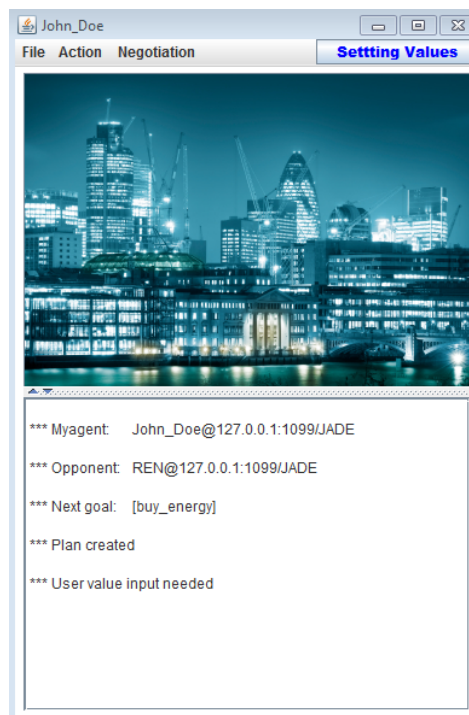 John_Doe
File Action Negotiation Settting Values
*** Myagent: John_Doe@127.0.0.1:1099/JADE
*** Opponent: REN@127.0.0.1:1099/JADE
*** Next goal: [buy_energy]
*** Plan created
*** User value input needed